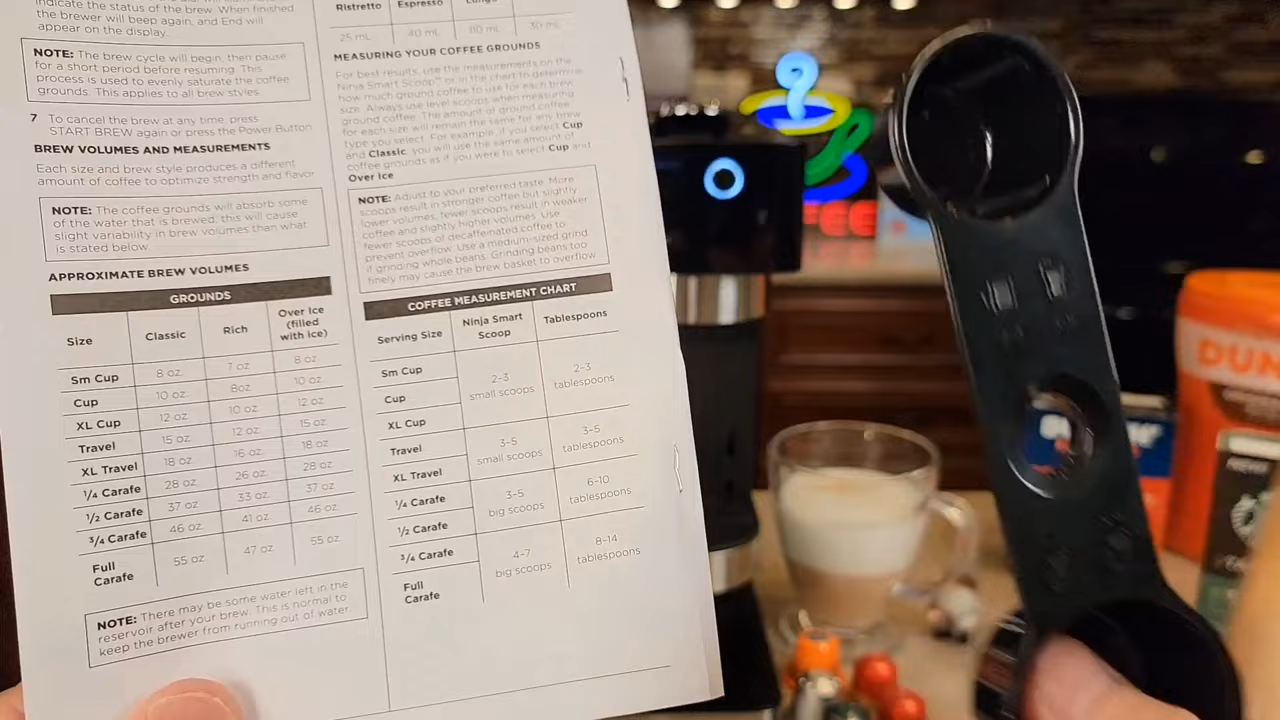 indicate the status of the brew. When finished
the brewer will beep again, and End will
appear on the display.
NOTE: The brew cycle will begin, then pause
for a short period before resuming. This
process is used to evenly saturate the coffee
grounds. This applies to all brew styles.
7 To cancel the brew at any time, press
START BREW again or press the Power Button
BREW VOLUMES AND MEASUREMENTS
Each size and brew style produces a different
amount of coffee to optimize strength and flavor
NOTE: The coffee grounds will absorb some
of the water that is brewed; this will cause
slight variability in brew volumes than what
is stated below.
APPROXIMATE BREW VOLUMES
GROUNDS
Size Classic Rich Over Ice
(filled
with ice)
Sm Cup 8 oz 7 oz 8 oz
Cup 10 oz 8oz 10 oz
XL Cup 12 oz 10 oz 12 oz
Travel 15 oz 12 oz 15 oz
XL Travel 18 oz 16 oz 18 oz
1/4 Carafe 28 oz 26 oz 28 oz
1/2 Carafe 37 oz 33 oz 37 oz
3/4 Carafe 46 oz 41 oz 46 oz
Full
Carafe 55 oz 47 oz 55 oz
NOTE: There may be some water left in the
reservoir after your brew. This is normal to
keep the brewer from running out of water.
Ristretto Espresso Lungo
25 mL 40 mL 110 mL 30 mL
MEASURING YOUR COFFEE GROUNDS
For best results, use the measurements on the
Ninja Smart Scoop™ or in the chart to determine
how much ground coffee to use for each brew
size. Always use level scoops when measuring
ground coffee. The amount of ground coffee
for each size will remain the same for any brew
type you select. For example, if you select Cup
and Classic, you will use the same amount of
coffee grounds as if you were to select Cup and
Over Ice
NOTE: Adjust to your preferred taste. More
scoops result in stronger coffee but slightly
lower volumes, fewer scoops result in weaker
coffee and slightly higher volumes. Use
fewer scoops of decaffeinated coffee to
prevent overflow. Use a medium-sized grind
if grinding whole beans. Grinding beans too
finely may cause the brew basket to overflow
COFFEE MEASUREMENT CHART
Serving Size Ninja Smart
Scoop Tablespoons
Sm Cup
Cup 2-3
small scoops 2-3
tablespoons
XL Cup
Travel
XL Travel 3-5
small scoops 3-5
tablespoons
1/4 Carafe
1/2 Carafe 3-5
big scoops 6-10
tablespoons
3/4 Carafe
Full
Carafe 4-7
big scoops 8-14
tablespoons
DUN
NEW